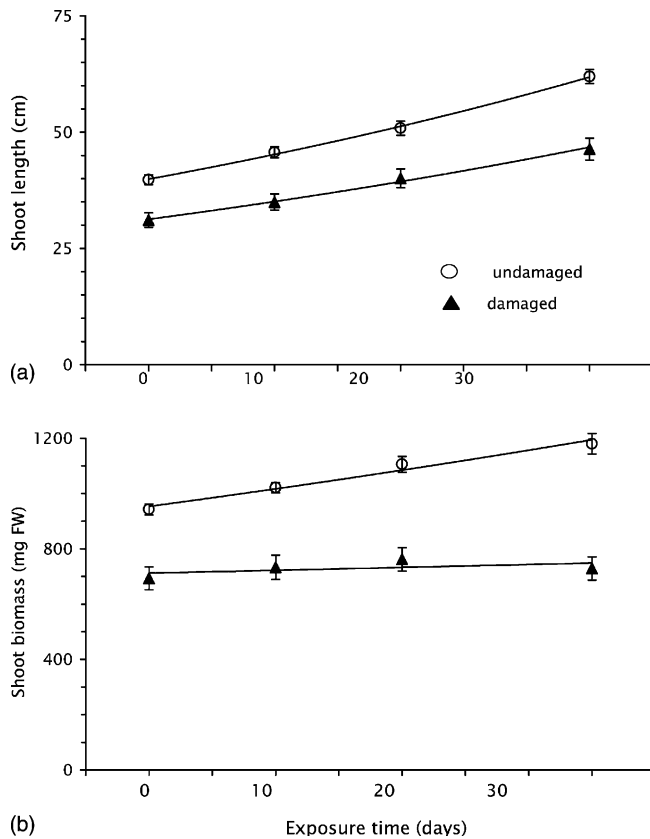 75
50
25
0
Shoot length (cm)
undamaged
damaged
0 10 20 30
(a)
1200
800
400
0
Shoot biomass (mg FW)
0 10 20 30
(b)
Exposure time (days)